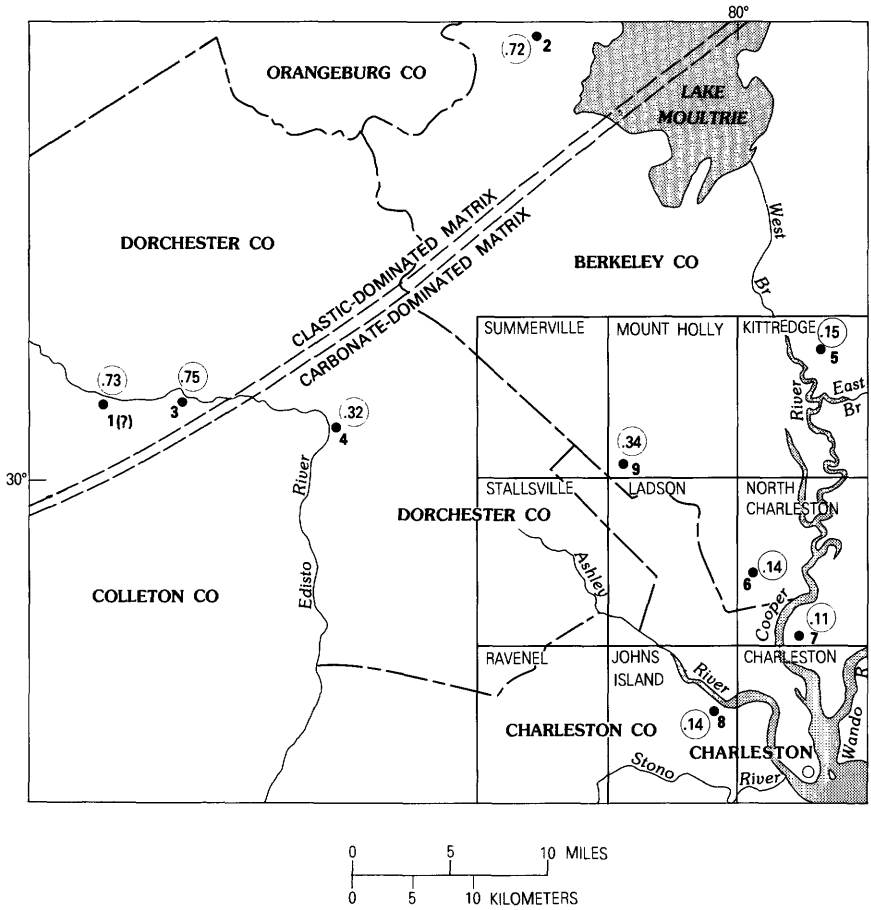 80°
.72
2
ORANGEBURG CO
LAKE
MOULTRIE
West
Br
DORCHESTER CO
CLASTIC-DOMINATED MATRIX
CARBONATE-DOMINATED MATRIX
BERKELEY CO
SUMMERVILLE
MOUNT HOLLY
KITTREDGE
.15
5
.73
1(?)
.75
3
.32
4
River
East
Br
.34
9
30°
River
Edisto
STALLSVILLE
LADSON
NORTH
CHARLESTON
DORCHESTER CO
Ashley
COLLETON CO
6
.14
Cooper
.11
7
RAVENEL
JOHNS
ISLAND
CHARLESTON
River
.14
8
CHARLESTON CO
CHARLESTON
Wando
R
Stono
River
0 5 10 MILES
0 5 10 KILOMETERS